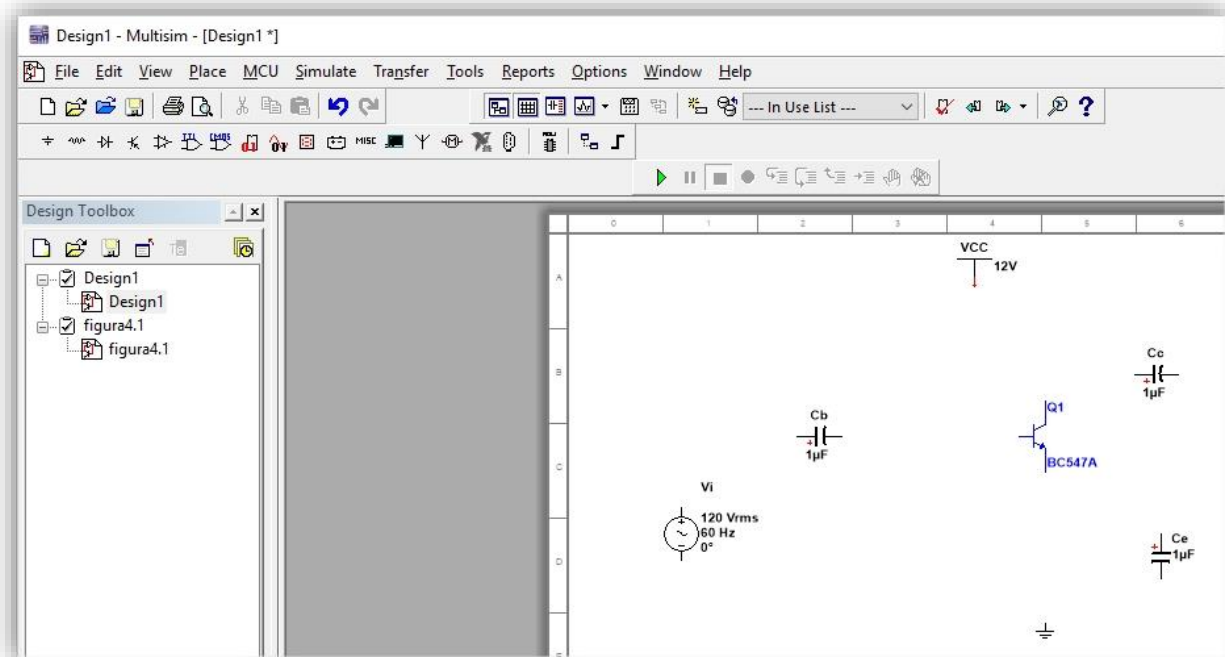 Design1 - Multisim - [Design1 *]
File Edit View Place MCU Simulate Transfer Tools Reports Options Window Help
--- In Use List ---
MISC
Design Toolbox
Design1
Design1
figura4.1
figura4.1
0 1 2 3 4 5 6
A
B
C
D
VCC
12V
Cc
1µF
Q1
BC547A
Cb
1µF
Vi
120 Vrms
60 Hz
0°
Ce
1µF